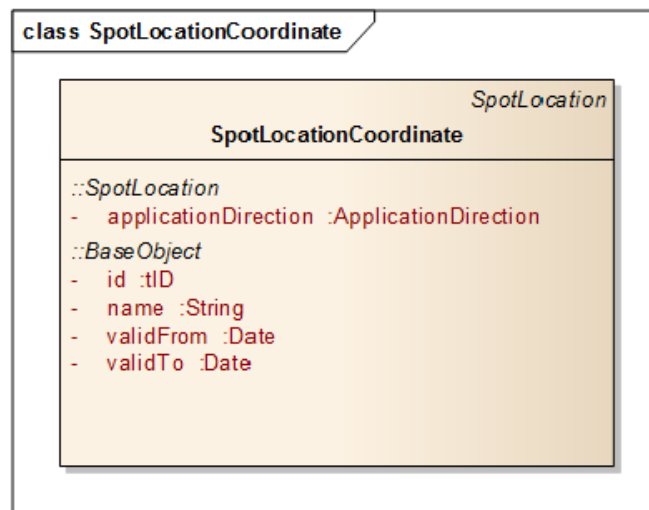 class SpotLocationCoordinate
SpotLocation
SpotLocationCoordinate
::SpotLocation
- applicationDirection :ApplicationDirection
::BaseObject
- id :tID
- name :String
- validFrom :Date
- validTo :Date